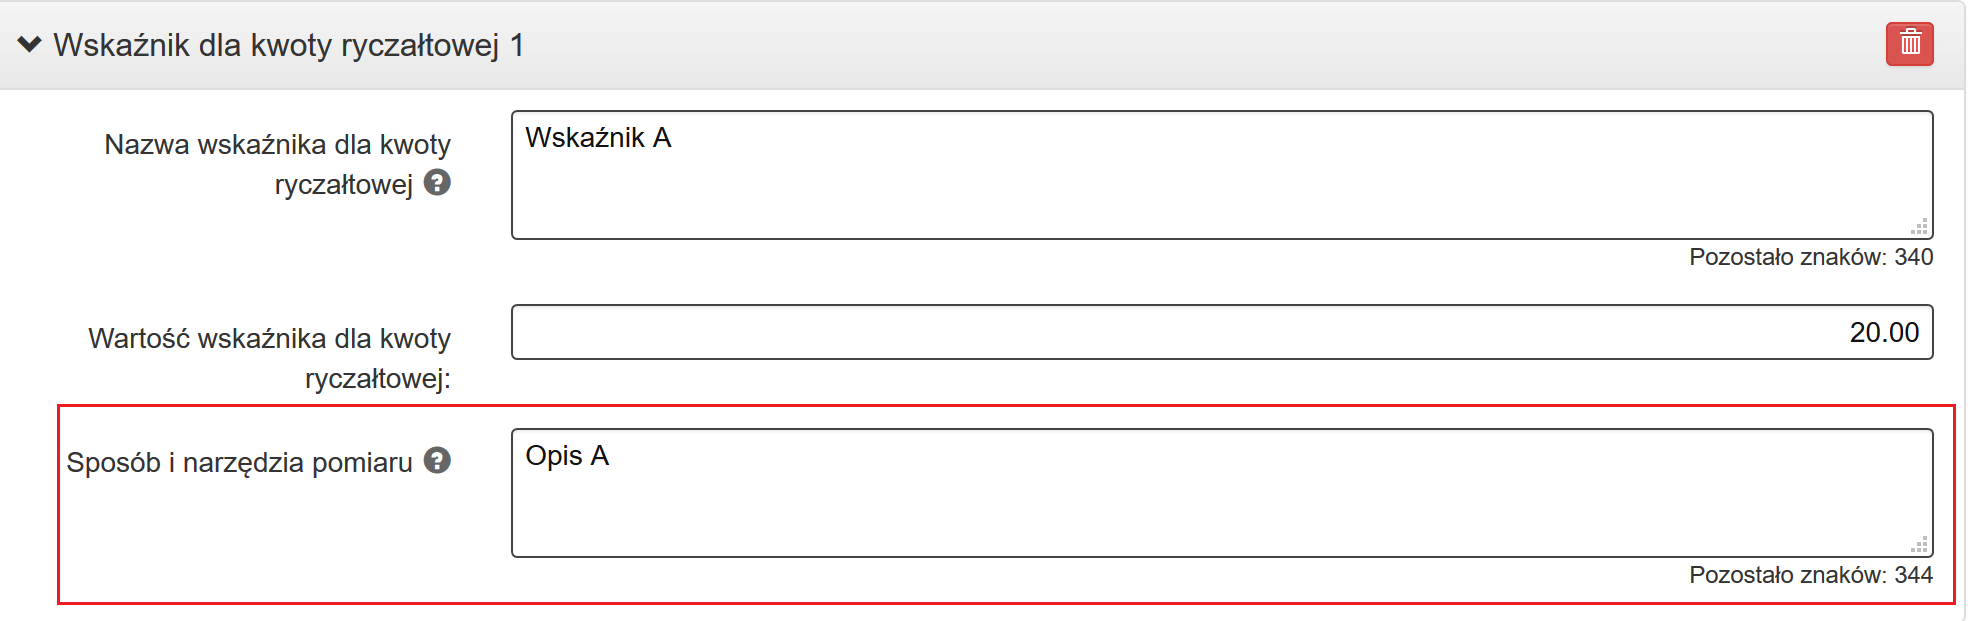 Wskaźnik dla kwoty ryczałtowej 1
Nazwa wskaźnika dla kwoty
ryczałtowej
Wskaźnik A
Pozostało znaków: 340
Wartość wskaźnika dla kwoty
ryczałtowej:
20.00
Sposób i narzędzia pomiaru
Opis A
Pozostało znaków: 344